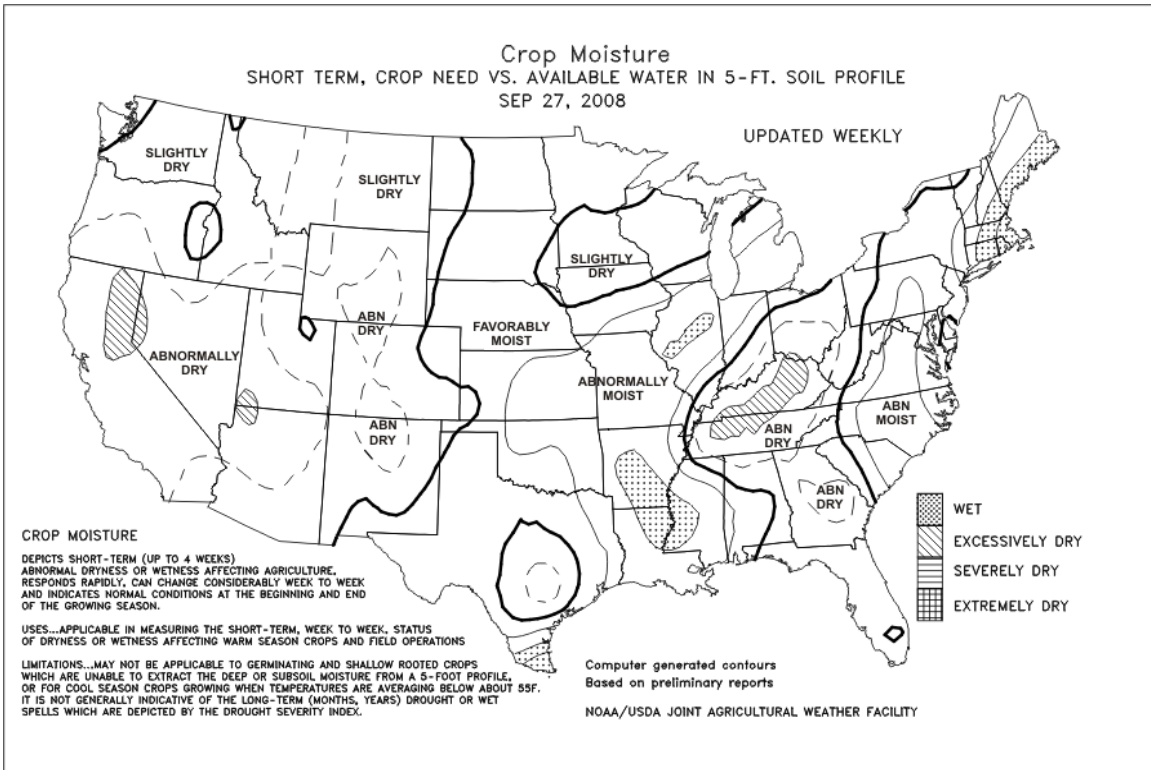 Crop Moisture
SHORT TERM, CROP NEED VS. AVAILABLE WATER IN 5-FT. SOIL PROFILE
SEP 27, 2008
UPDATED WEEKLY
SLIGHTLY
DRY
SLIGHTLY
DRY
SLIGHTLY
DRY
ABN
DRY
FAVORABLY
MOIST
ABNORMALLY
DRY
ABNORMALLY
MOIST
ABN
DRY
ABN
DRY
ABN
MOIST
ABN
DRY
WET
EXCESSIVELY DRY
SEVERELY DRY
EXTREMELY DRY
CROP MOISTURE
DEPICTS SHORT-TERM (UP TO 4 WEEKS)
ABNORMAL DRYNESS OR WETNESS AFFECTING AGRICULTURE,
RESPONDS RAPIDLY, CAN CHANGE CONSIDERABLY WEEK TO WEEK
AND INDICATES NORMAL CONDITIONS AT THE BEGINNING AND END
OF THE GROWING SEASON.
USES...APPLICABLE IN MEASURING THE SHORT-TERM, WEEK TO WEEK, STATUS
OF DRYNESS OR WETNESS AFFECTING WARM SEASON CROPS AND FIELD OPERATIONS
LIMITATIONS...MAY NOT BE APPLICABLE TO GERMINATING AND SHALLOW ROOTED CROPS
WHICH ARE UNABLE TO EXTRACT THE DEEP OR SUBSOIL MOISTURE FROM A 5-FOOT PROFILE,
OR FOR COOL SEASON CROPS GROWING WHEN TEMPERATURES ARE AVERAGING BELOW ABOUT 55F.
IT IS NOT GENERALLY INDICATIVE OF THE LONG-TERM (MONTHS, YEARS) DROUGHT OR WET
SPELLS WHICH ARE DEPICTED BY THE DROUGHT SEVERITY INDEX.
Computer generated contours
Based on preliminary reports
NOAA/USDA JOINT AGRICULTURAL WEATHER FACILITY